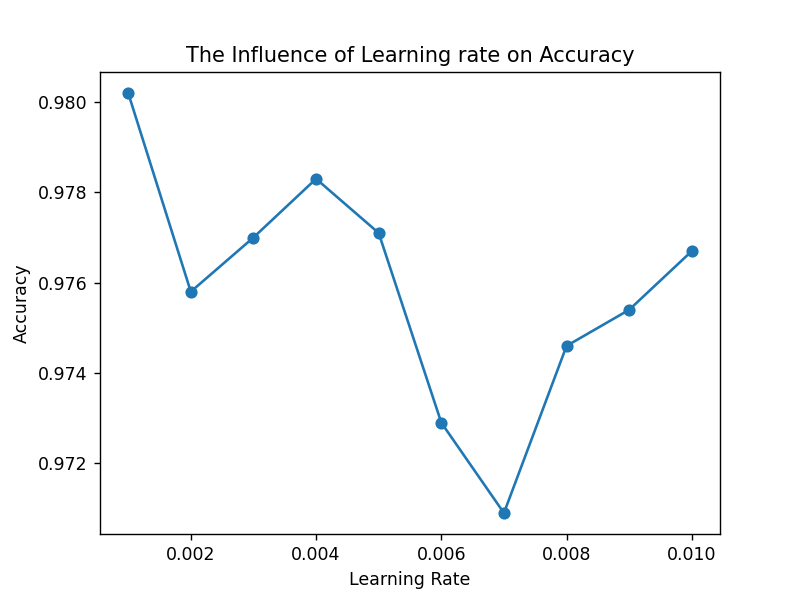 The Influence of Learning rate on Accuracy
0.980
0.978
0.976
0.974
0.972
Accuracy
0.002 0.004 0.006 0.008 0.010
Learning Rate